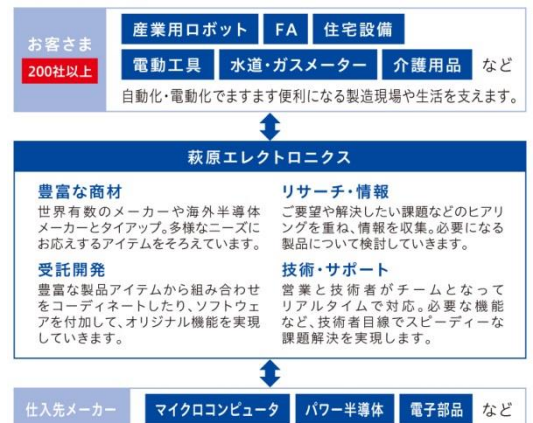 お客さま
200社以上
産業用ロボット FA 住宅設備
電動工具 水道・ガスメーター 介護用品 など
自動化・電動化でますます便利になる製造現場や生活を支えます。
萩原エレクトロニクス
豊富な商材
世界有数のメーカーや海外半導体
メーカーとタイアップ。多様なニーズに
お応えするアイテムをそろえています。
リサーチ・情報
ご要望や解決したい課題などのヒアリ
ングを重ね、情報を収集。必要になる
製品について検討していきます。
受託開発
豊富な製品アイテムから組み合わせ
をコーディネートしたり、ソフトウェ
アを付加して、オリジナル機能を実現
していきます。
技術・サポート
営業と技術者がチームとなって
リアルタイムで対応。必要な機能
など、技術者目線でスピーディーな
課題解決を実現します。
仕入先メーカー マイクロコンピュータ パワー半導体 電子部品 など